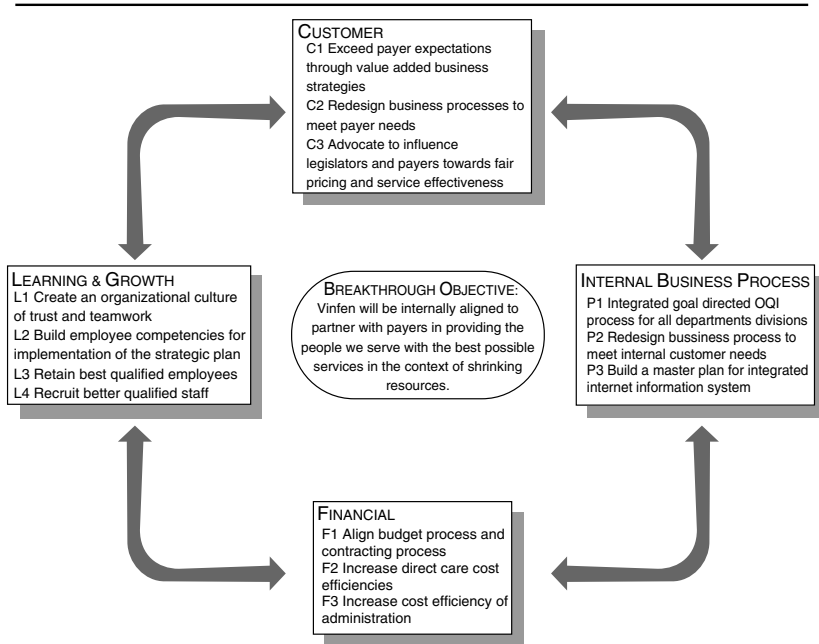 CUSTOMER
C1 Exceed payer expectations
through value added business
strategies
C2 Redesign business processes to
meet payer needs
C3 Advocate to influence
legislators and payers towards fair
pricing and service effectiveness
LEARNING & GROWTH
L1 Create an organizational culture
of trust and teamwork
L2 Build employee competencies for
implementation of the strategic plan
L3 Retain best qualified employees
L4 Recruit better qualified staff
BREAKTHROUGH OBJECTIVE:
Vinfen will be internally aligned to
partner with payers in providing the
people we serve with the best possible
services in the context of shrinking
resources.
INTERNAL BUSINESS PROCESS
P1 Integrated goal directed OQI
process for all departments divisions
P2 Redesign bussiness process to
meet internal customer needs
P3 Build a master plan for integrated
internet information system
FINANCIAL
F1 Align budget process and
contracting process
F2 Increase direct care cost
efficiencies
F3 Increase cost efficiency of
administration